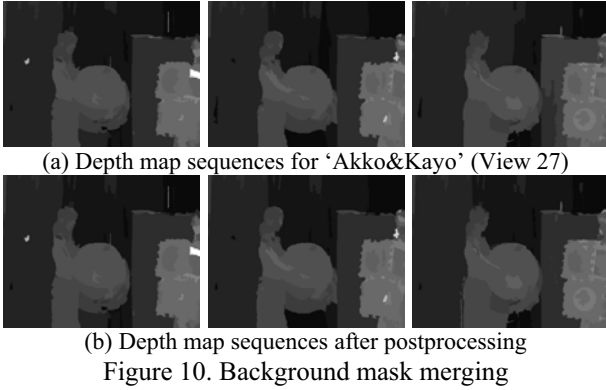 (a) Depth map sequences for ‘Akko&Kayo’ (View 27)
(b) Depth map sequences after postprocessing
Figure 10. Background mask merging